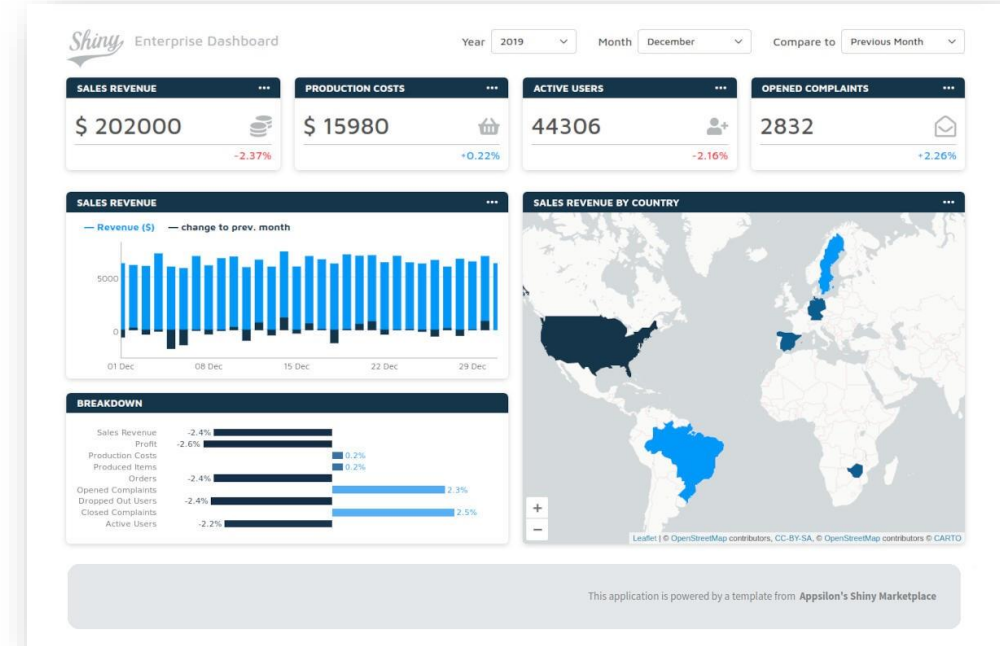 Shiny Enterprise Dashboard
Year 2019 Month December Compare to Previous Month
SALES REVENUE
$ 202000
-2.37%
PRODUCTION COSTS
$ 15980
+0.22%
ACTIVE USERS
44306
-2.16%
OPENED COMPLAINTS
2832
+2.26%
SALES REVENUE
Revenue ($) change to prev. month
5000
0
01 Dec 08 Dec 15 Dec 22 Dec 29 Dec
BREAKDOWN
Sales Revenue -2.4%
Profit -2.6%
Production Costs 0.2%
Produced Items 0.2%
Orders -2.4%
Opened Complaints 2.3%
Dropped Out Users -2.4%
Closed Complaints 2.5%
Active Users -2.2%
SALES REVENUE BY COUNTRY
+
−
Leaflet | © OpenStreetMap contributors, CC-BY-SA, © OpenStreetMap contributors © CARTO
This application is powered by a template from Appsilon's Shiny Marketplace